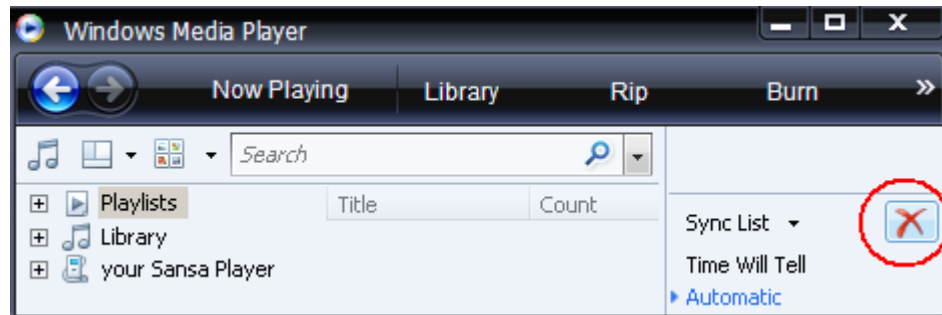 Windows Media Player
Now Playing Library Rip Burn »
Search
Playlists Title Count
Library
your Sansa Player
Sync List
Time Will Tell
Automatic